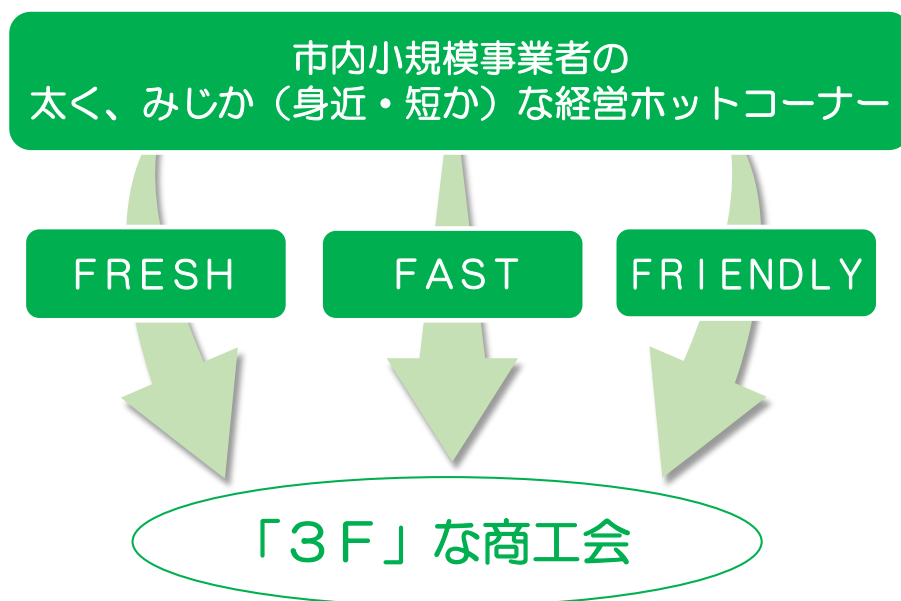 市内小規模事業者の
太く、みじか（身近・短か）な経営ホットコーナー
ＦＲＥＳＨ
ＦＡＳＴ
ＦＲＩＥＮＤＬＹ
「３Ｆ」な商工会